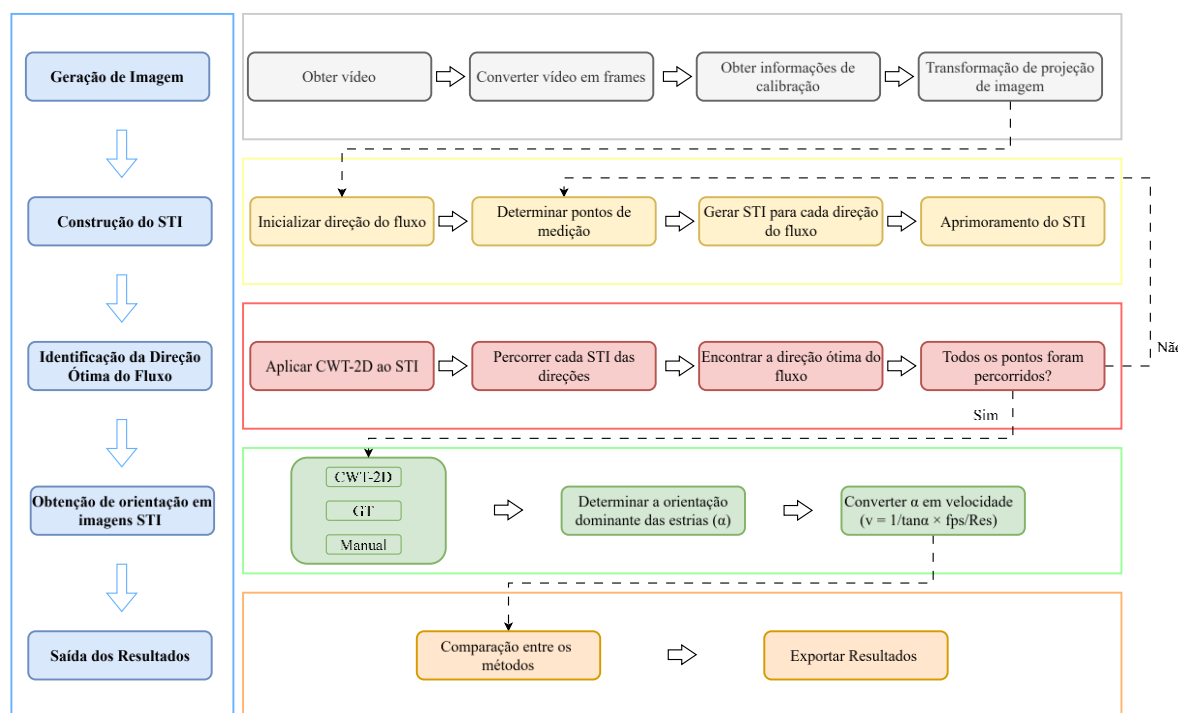 Geração de Imagem
Obter vídeo
Converter vídeo em frames
Obter informações de
calibração
Transformação de projeção
de imagem
Construção do STI
Inicializar direção do fluxo
Determinar pontos de
medição
Gerar STI para cada direção
do fluxo
Aprimoramento do STI
Identificação da Direção
Ótima do Fluxo
Aplicar CWT-2D ao STI
Percorrer cada STI das
direções
Encontrar a direção ótima do
fluxo
Todos os pontos foram
percorridos?
Sim
Obtenção de orientação em
imagens STI
CWT-2D
GT
Manual
Determinar a orientação
dominante das estrias (α)
Converter α em velocidade
(v = 1/tanα × fps/Res)
Saída dos Resultados
Comparação entre os
métodos
Exportar Resultados